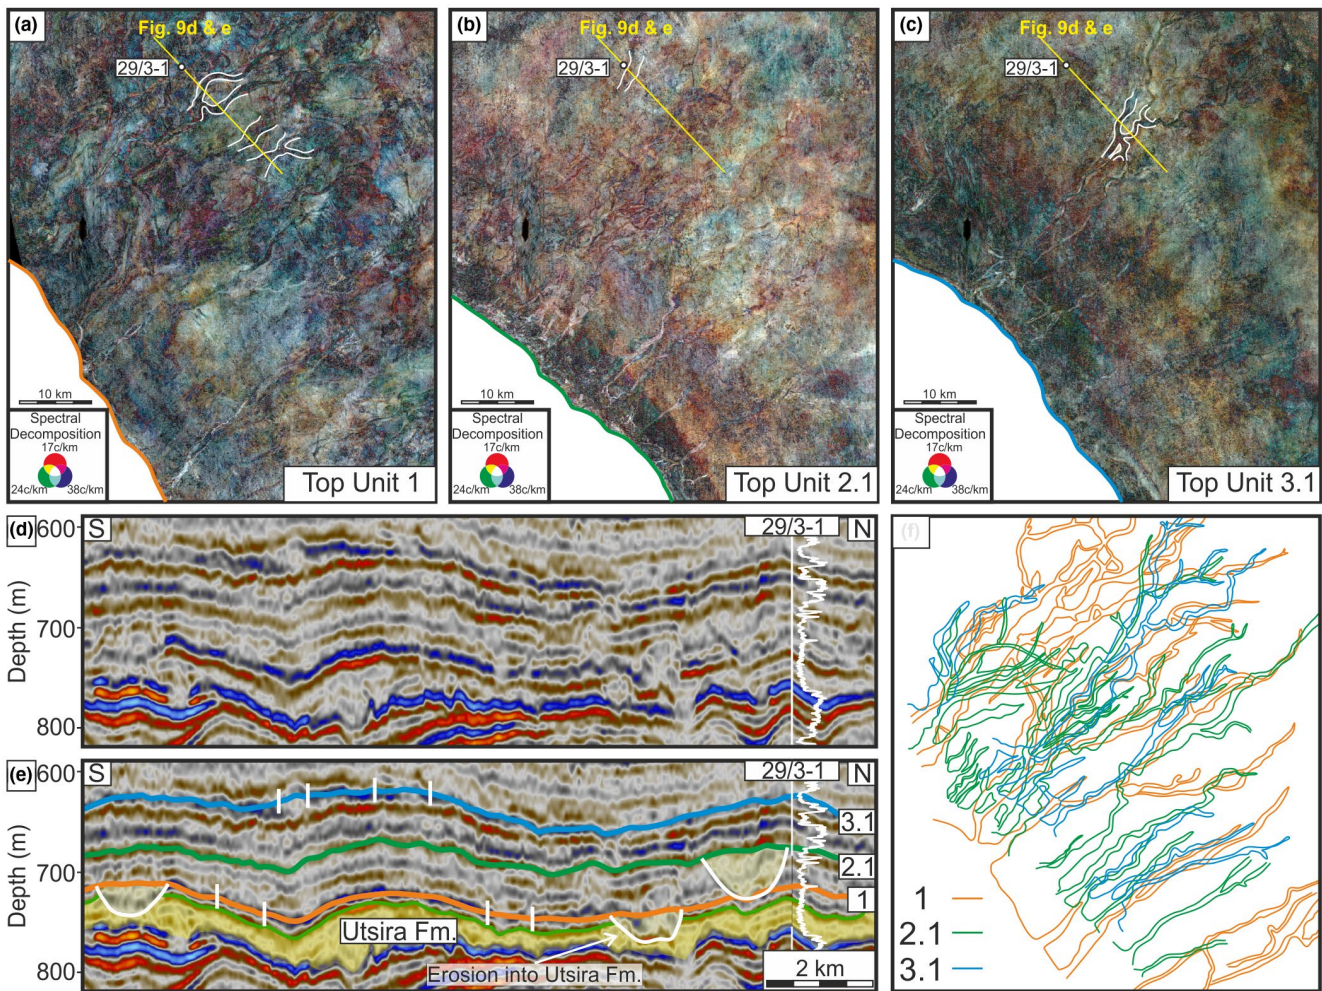 (a)
Fig. 9d & e
29/3-1
10 km
Spectral
Decomposition
17c/km
24c/km
38c/km
Top Unit 1
(b)
Fig. 9d & e
29/3-1
10 km
Spectral
Decomposition
17c/km
24c/km
38c/km
Top Unit 2.1
(c)
Fig. 9d & e
29/3-1
10 km
Spectral
Decomposition
17c/km
24c/km
38c/km
Top Unit 3.1
(d)
S
29/3-1
N
600
700
800
Depth (m)
(e)
S
29/3-1
N
600
700
800
Depth (m)
3.1
2.1
1
Utsira Fm.
Erosion into Utsira Fm.
2 km
(f)
1
2.1
3.1